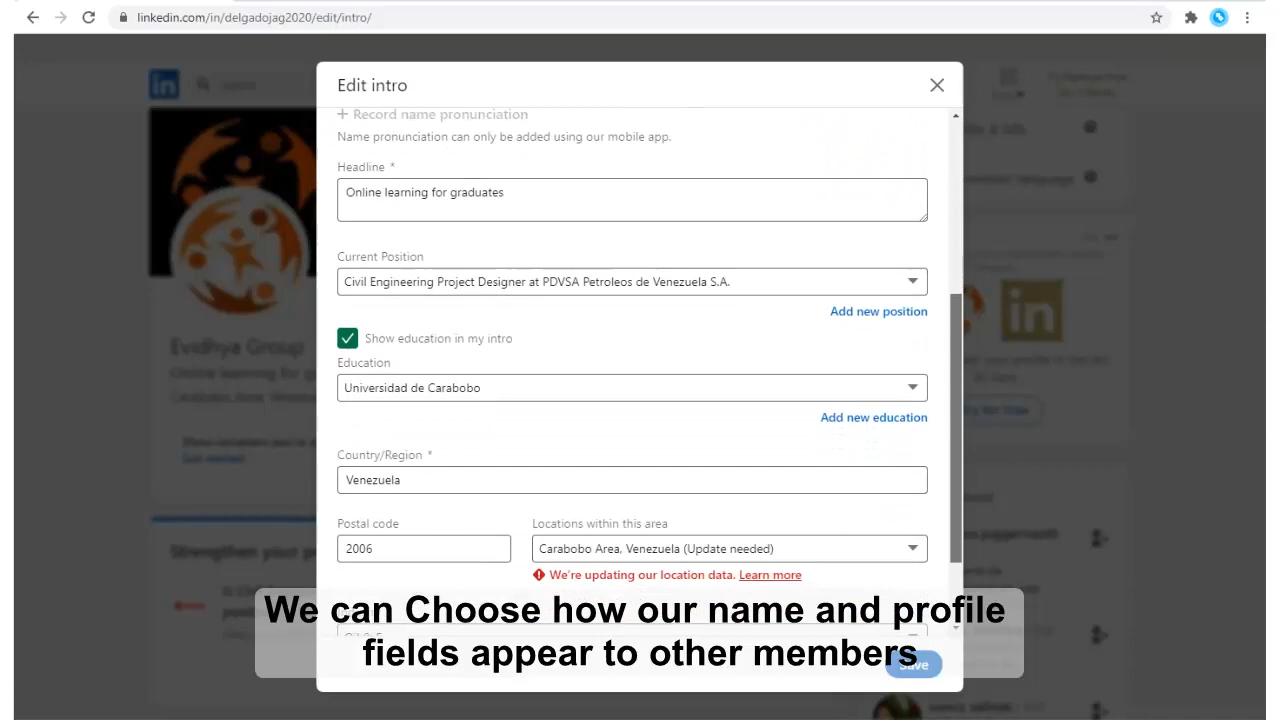 linkedin.com/in/delgadojag2020/edit/intro/
Edit intro
+ Record name pronunciation
Name pronunciation can only be added using our mobile app.
Headline *
Online learning for graduates
Current Position
Civil Engineering Project Designer at PDVSA Petroleos de Venezuela S.A.
Add new position
Show education in my intro
Education
Universidad de Carabobo
Add new education
Country/Region *
Venezuela
Postal code
Locations within this area
2006
Carabobo Area, Venezuela (Update needed)
We're updating our location data. Learn more
We can Choose how our name and profile
fields appear to other members
Save
in
Evidhya Group